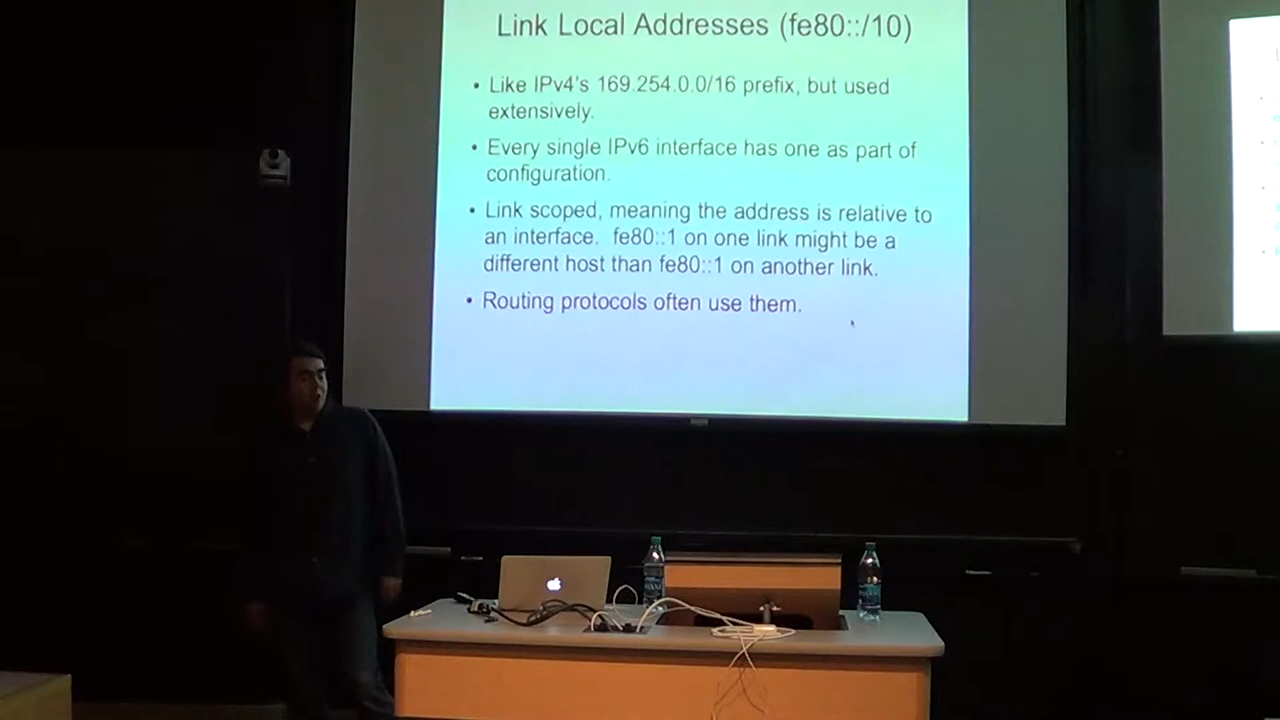 Link Local Addresses (fe80::/10)
• Like IPv4's 169.254.0.0/16 prefix, but used
extensively.
• Every single IPv6 interface has one as part of
configuration.
• Link scoped, meaning the address is relative to
an interface.  fe80::1 on one link might be a
different host than fe80::1 on another link.
• Routing protocols often use them.